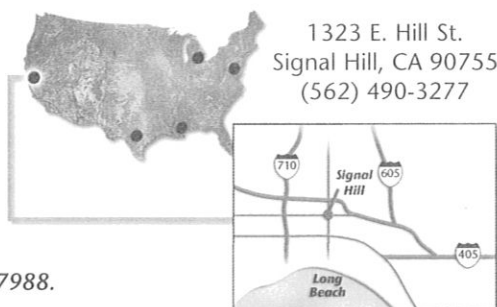 1323 E. Hill St.
Signal Hill, CA 90755
(562) 490-3277
710
Signal
Hill
605
405
Long
Beach
7988.